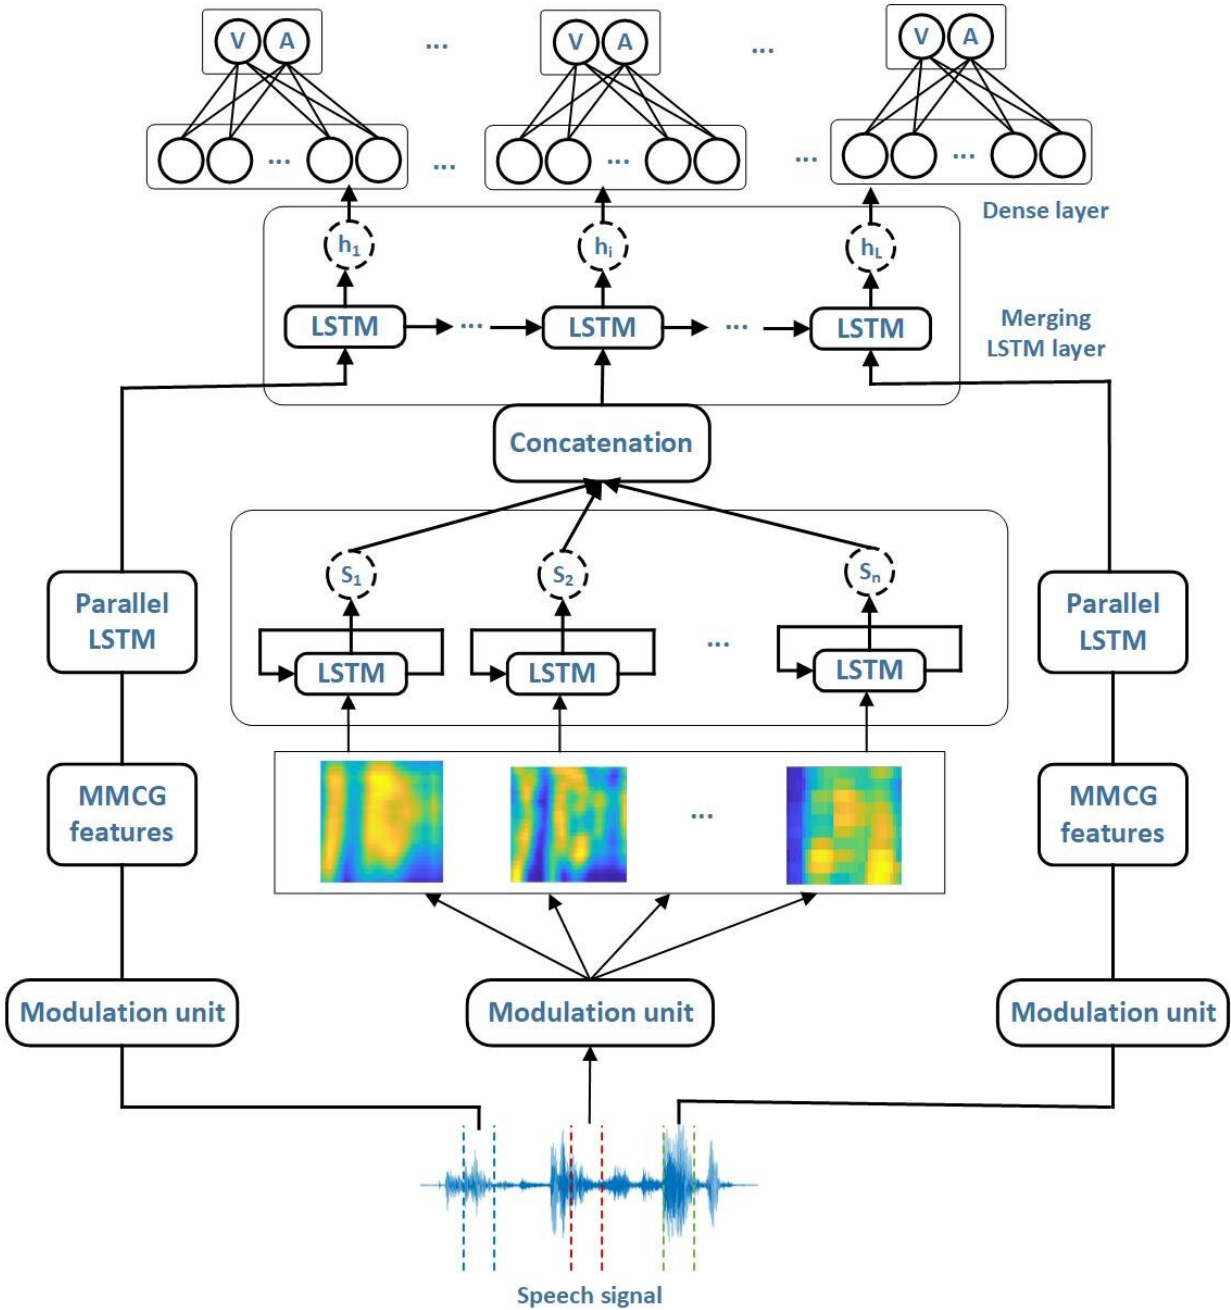 V A ... V A ... V A
... ... ... ... ... ...
Dense layer
h1 hi hL
LSTM ... LSTM ... LSTM
Merging
LSTM layer
Concatenation
S1 S2 Sn
...
LSTM LSTM LSTM
Parallel
LSTM
Parallel
LSTM
MMCG
features
...
MMCG
features
Modulation unit Modulation unit Modulation unit
Speech signal